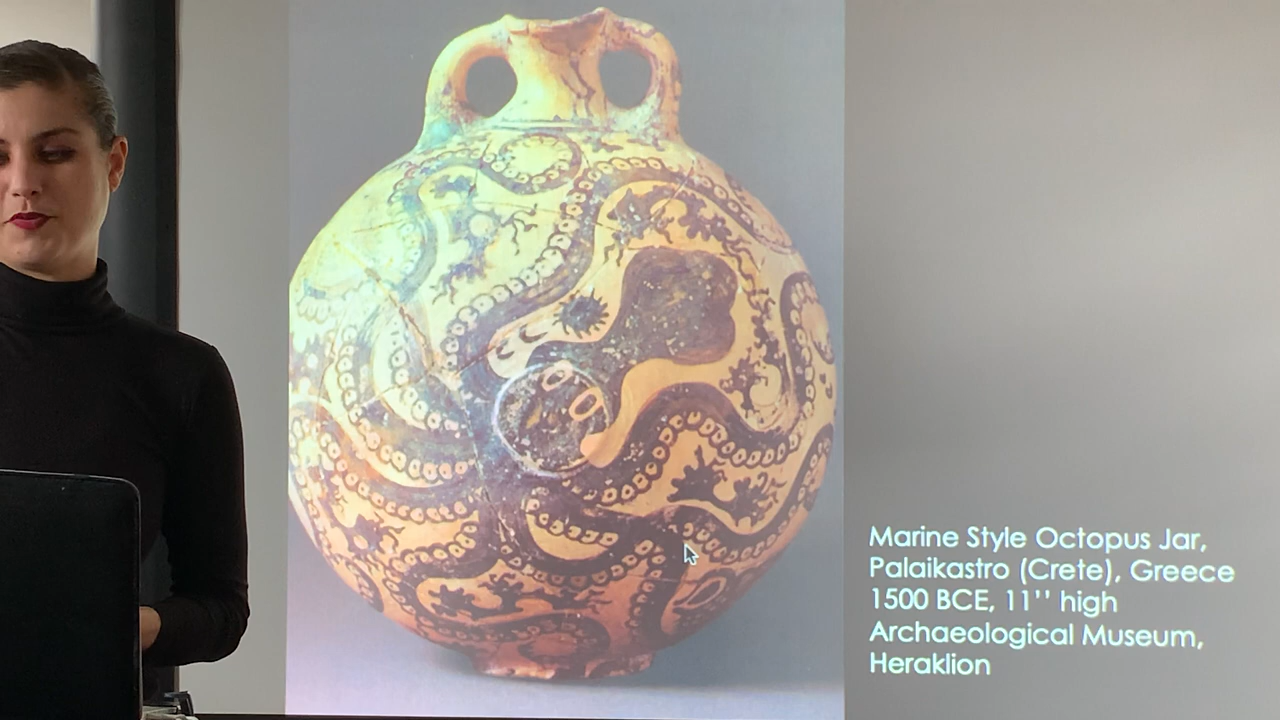 Marine Style Octopus Jar,
Palaikastro (Crete), Greece
1500 BCE, 11’’ high
Archaeological Museum,
Heraklion